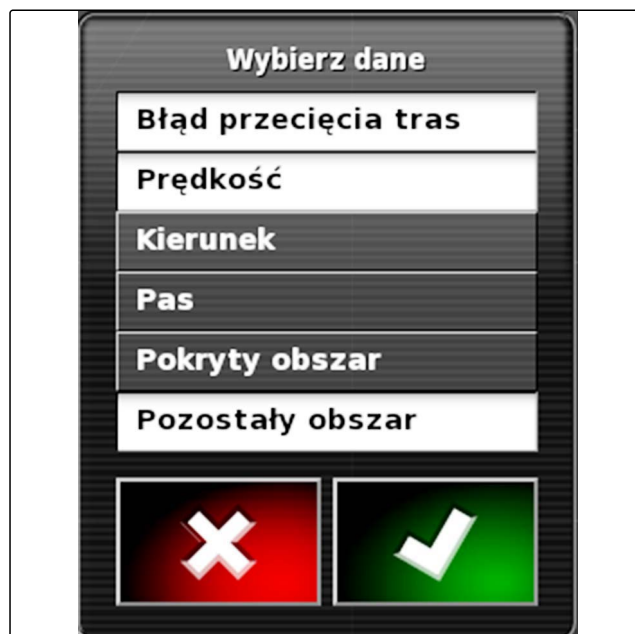 Wybierz dane
Błąd przecięcia tras
Prędkość
Kierunek
Pas
Pokryty obszar
Pozostały obszar